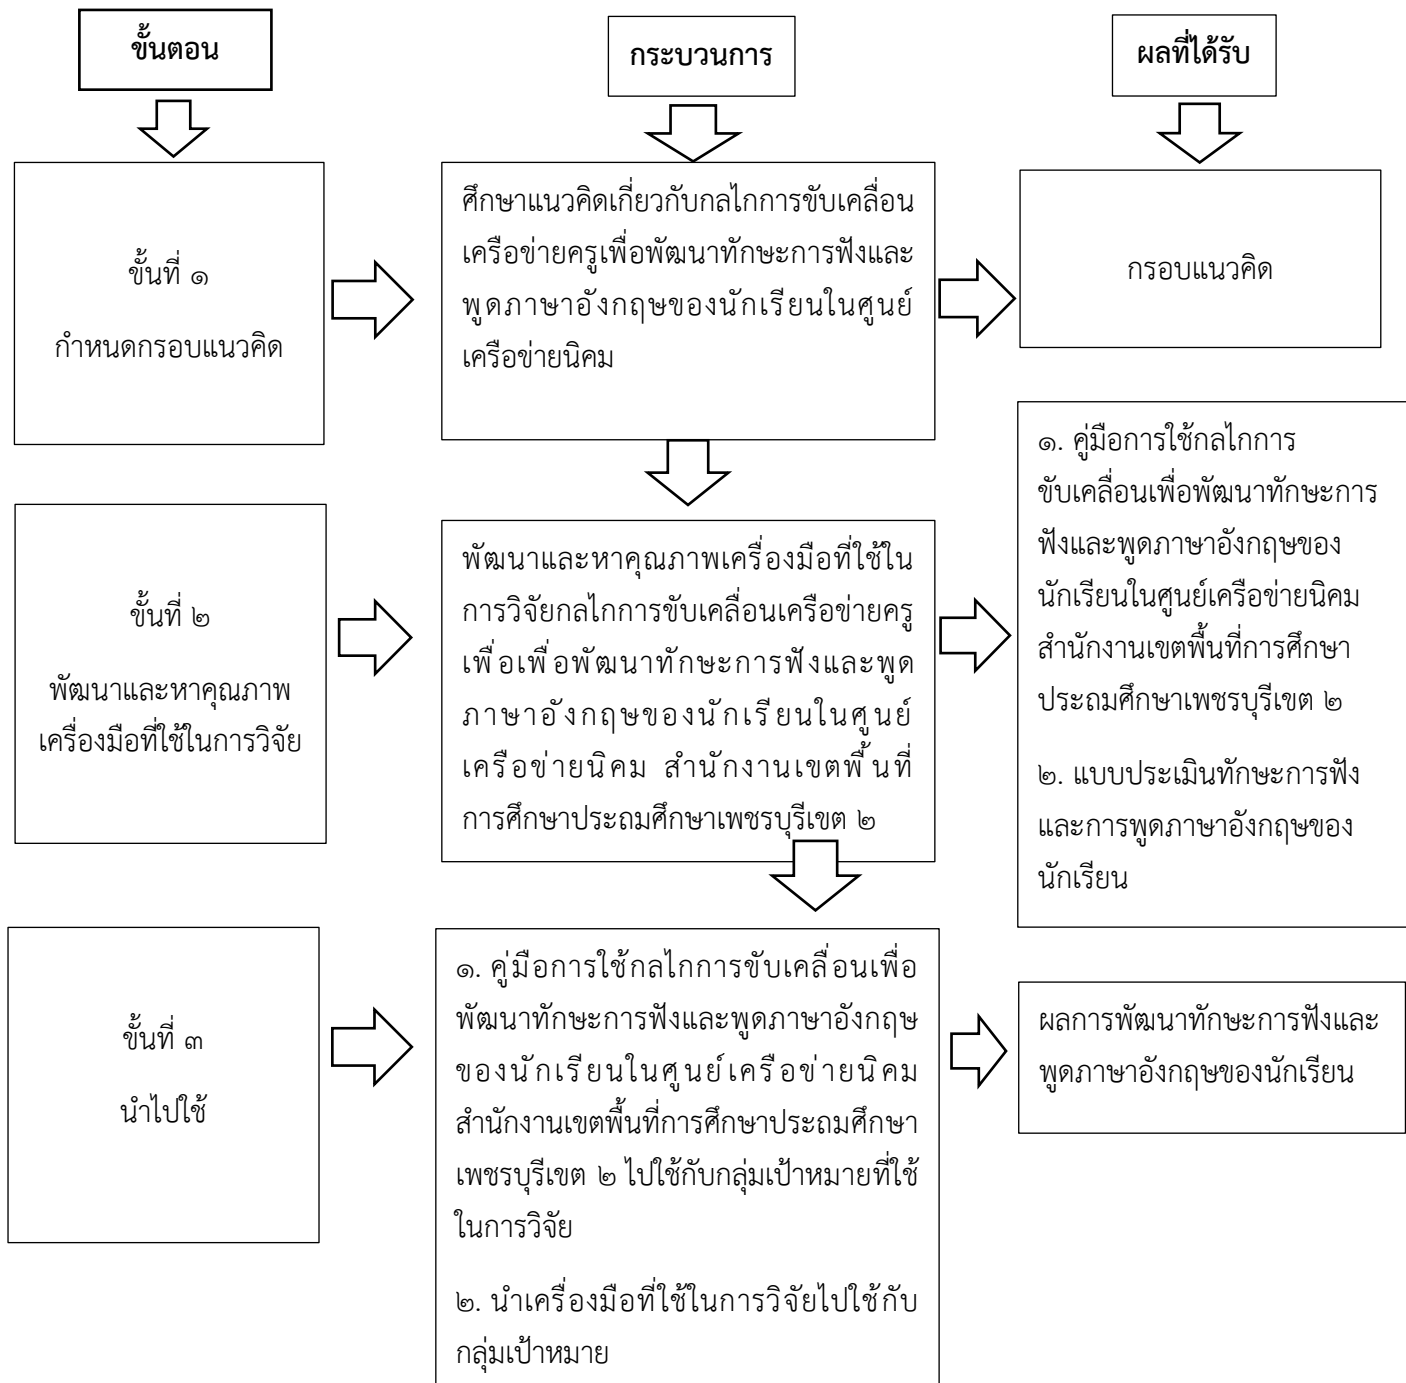 ขั้นตอน
กระบวนการ
ผลที่ได้รับ
ขั้นที่ ๑
กำหนดกรอบแนวคิด
ศึกษาแนวคิดเกี่ยวกับกลไกการขับเคลื่อน
เครือข่ายครูเพื่อพัฒนาทักษะการฟังและ
พูดภาษาอังกฤษของนักเรียนในศูนย์
เครือข่ายนิคม
กรอบแนวคิด
ขั้นที่ ๒
พัฒนาและหาคุณภาพ
เครื่องมือที่ใช้ในการวิจัย
พัฒนาและหาคุณภาพเครื่องมือที่ใช้ใน
การวิจัยกลไกการขับเคลื่อนเครือข่ายครู
เพื่อเพื่อพัฒนาทักษะการฟังและพูด
ภาษาอังกฤษของนักเรียนในศูนย์
เครือข่ายนิคม สำนักงานเขตพื้นที่
การศึกษาประถมศึกษาเพชรบุรีเขต ๒
๑. คู่มือการใช้กลไกการ
ขับเคลื่อนเพื่อพัฒนาทักษะการ
ฟังและพูดภาษาอังกฤษของ
นักเรียนในศูนย์เครือข่ายนิคม
สำนักงานเขตพื้นที่การศึกษา
ประถมศึกษาเพชรบุรีเขต ๒
๒. แบบประเมินทักษะการฟัง
และการพูดภาษาอังกฤษของ
นักเรียน
ขั้นที่ ๓
นำไปใช้
๑. คู่มือการใช้กลไกการขับเคลื่อนเพื่อ
พัฒนาทักษะการฟังและพูดภาษาอังกฤษ
ของนักเรียนในศูนย์เครือข่ายนิคม
สำนักงานเขตพื้นที่การศึกษาประถมศึกษา
เพชรบุรีเขต ๒ ไปใช้กับกลุ่มเป้าหมายที่ใช้
ในการวิจัย
๒. นำเครื่องมือที่ใช้ในการวิจัยไปใช้กับ
กลุ่มเป้าหมาย
ผลการพัฒนาทักษะการฟังและ
พูดภาษาอังกฤษของนักเรียน